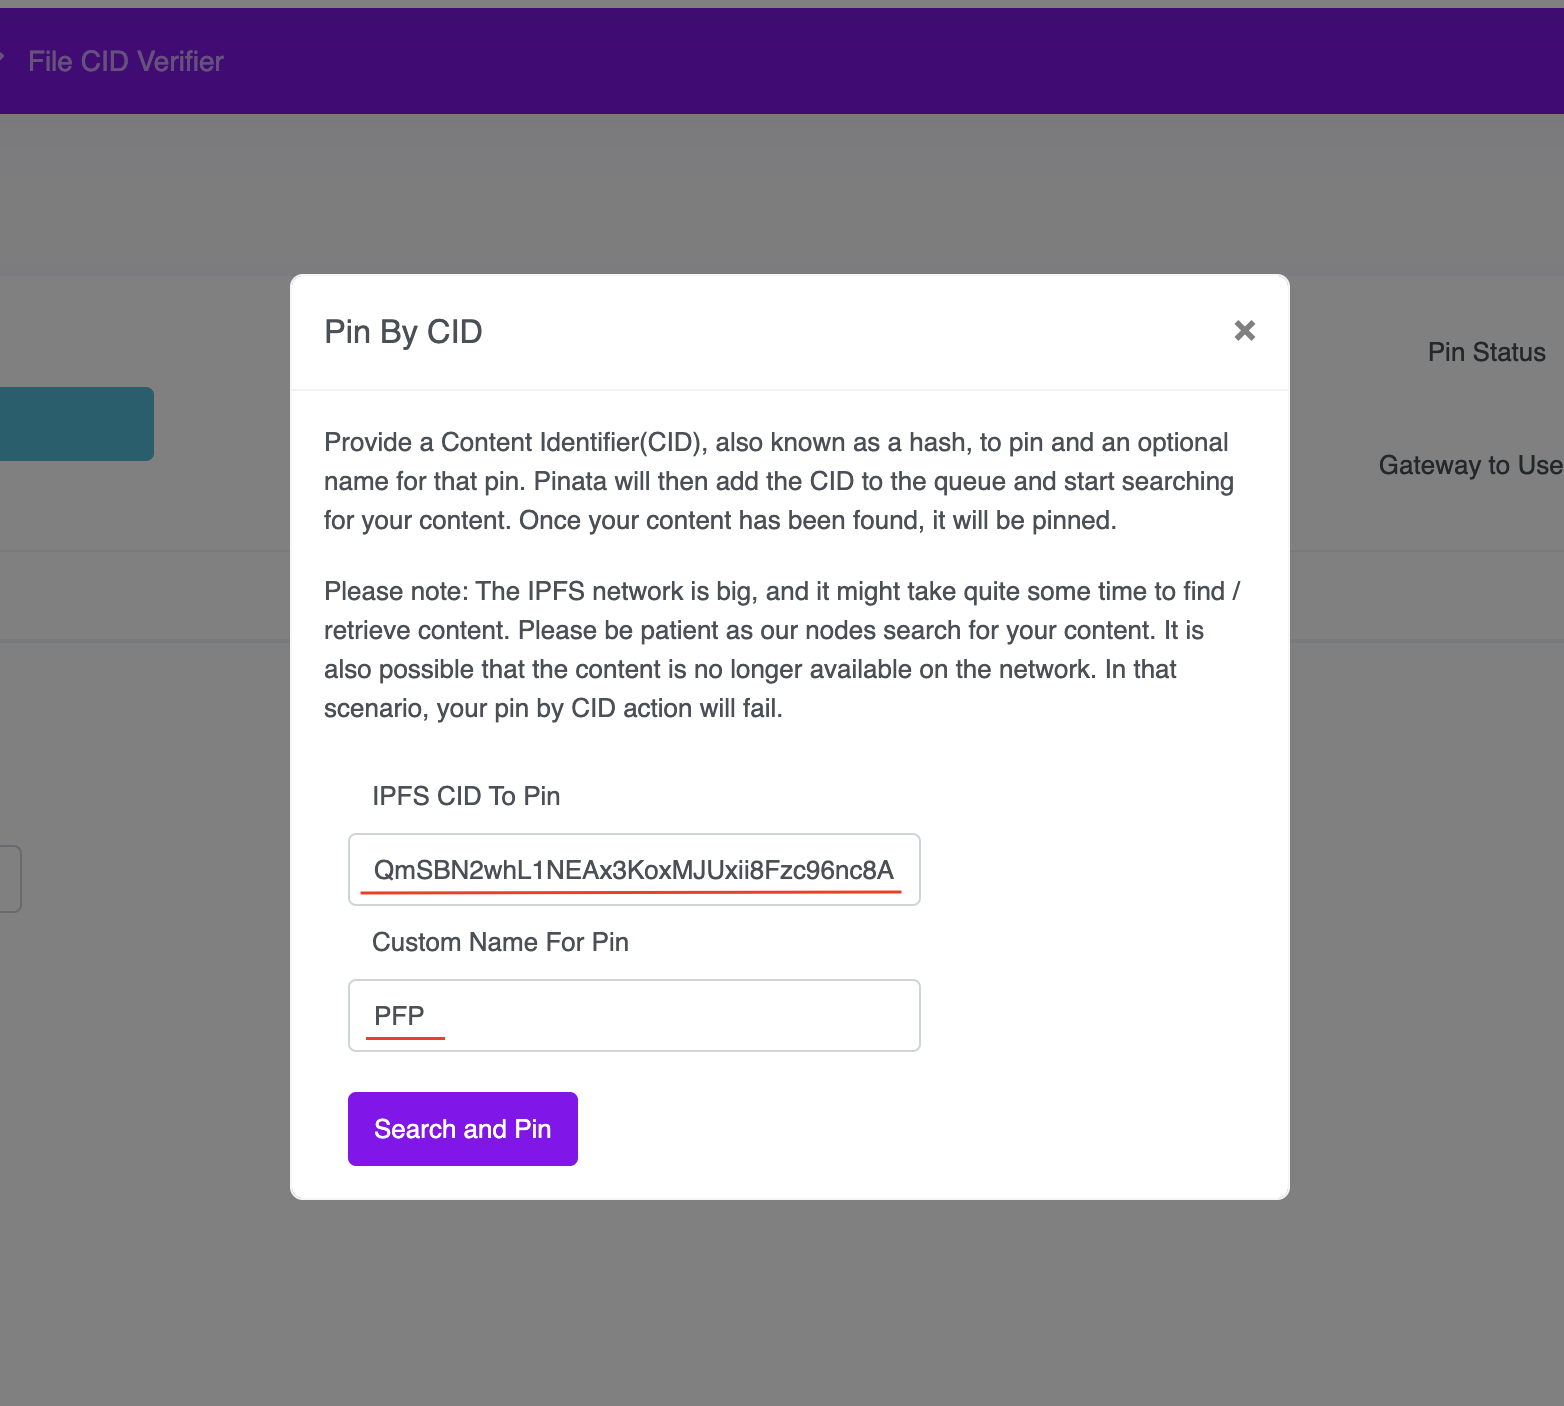 File CID Verifier
Pin By CID
×
Pin Status
Gateway to Use
Provide a Content Identifier(CID), also known as a hash, to pin and an optional
name for that pin. Pinata will then add the CID to the queue and start searching
for your content. Once your content has been found, it will be pinned.
Please note: The IPFS network is big, and it might take quite some time to find /
retrieve content. Please be patient as our nodes search for your content. It is
also possible that the content is no longer available on the network. In that
scenario, your pin by CID action will fail.
IPFS CID To Pin
QmSBN2whL1NEAx3KoxMJUxii8Fzc96nc8A
Custom Name For Pin
PFP
Search and Pin